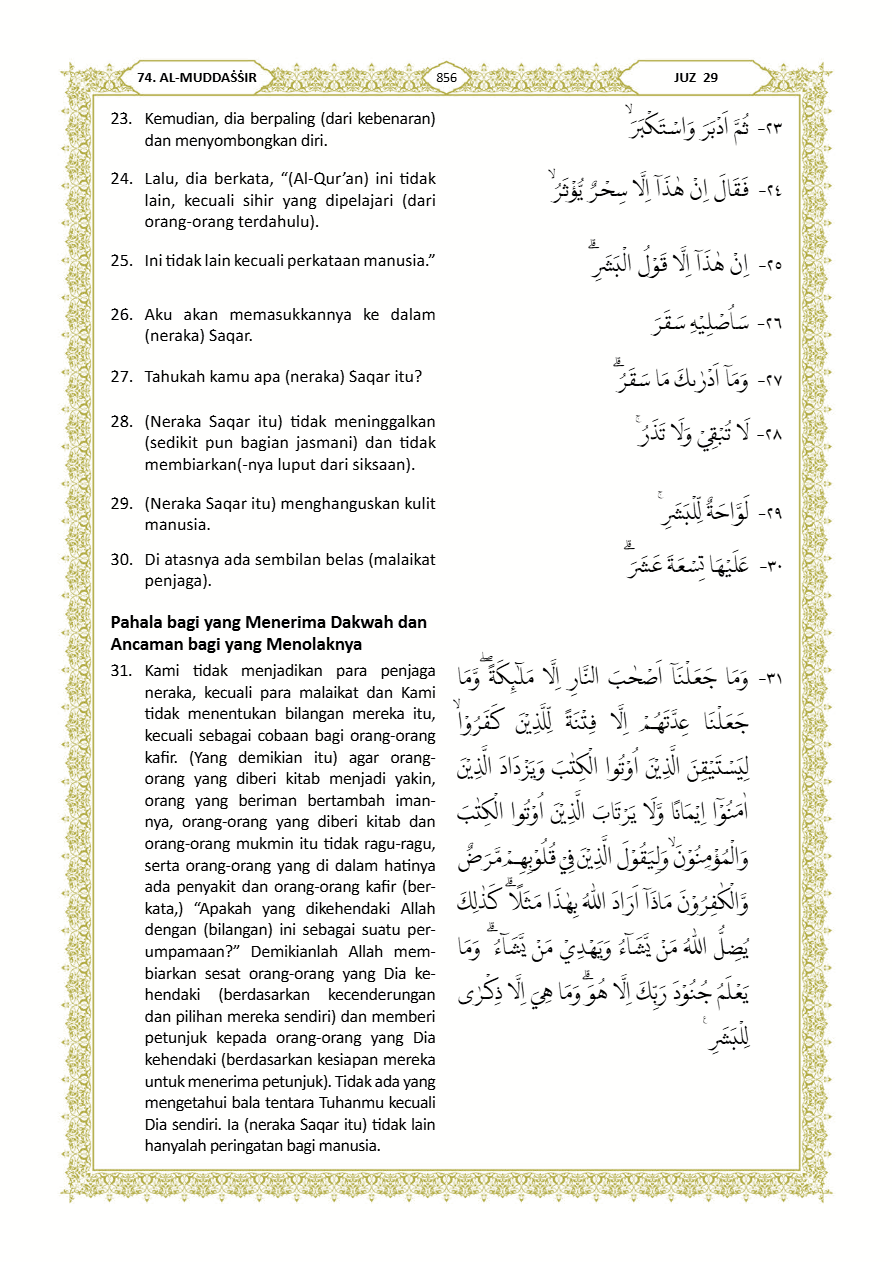 74. AL-MUDDAṠṠIR
856
JUZ 29
23. Kemudian, dia berpaling (dari kebenaran)
dan menyombongkan diri.
٢٣- ثُمَّ اَدْبَرَ وَاسْتَكْبَرَۙ
24. Lalu, dia berkata, “(Al-Qur’an) ini tidak
lain, kecuali sihir yang dipelajari (dari
orang-orang terdahulu).
٢٤- فَقَالَ اِنْ هٰذَآ اِلَّا سِحْرٌ يُّؤْثَرُۙ
25. Ini tidak lain kecuali perkataan manusia.”
٢٥- اِنْ هٰذَآ اِلَّا قَوْلُ الْبَشَرِۗ
26. Aku akan memasukkannya ke dalam
(neraka) Saqar.
٢٦- سَاُصْلِيْهِ سَقَرَ
27. Tahukah kamu apa (neraka) Saqar itu?
٢٧- وَمَآ اَدْرٰىكَ مَا سَقَرُۗ
28. (Neraka Saqar itu) tidak meninggalkan
(sedikit pun bagian jasmani) dan tidak
membiarkan(-nya luput dari siksaan).
٢٨- لَا تُبْقِيْ وَلَا تَذَرُۚ
29. (Neraka Saqar itu) menghanguskan kulit
manusia.
٢٩- لَوَّاحَةٌ لِّلْبَشَرِۚ
30. Di atasnya ada sembilan belas (malaikat
penjaga).
٣٠- عَلَيْهَا تِسْعَةَ عَشَرَۗ
Pahala bagi yang Menerima Dakwah dan
Ancaman bagi yang Menolaknya
31. Kami tidak menjadikan para penjaga
neraka, kecuali para malaikat dan Kami
tidak menentukan bilangan mereka itu,
kecuali sebagai cobaan bagi orang-orang
kafir. (Yang demikian itu) agar orang-
orang yang diberi kitab menjadi yakin,
orang yang beriman bertambah iman-
nya, orang-orang yang diberi kitab dan
orang-orang mukmin itu tidak ragu-ragu,
serta orang-orang yang di dalam hatinya
ada penyakit dan orang-orang kafir (ber-
kata,) “Apakah yang dikehendaki Allah
dengan (bilangan) ini sebagai suatu per-
umpamaan?” Demikianlah Allah mem-
biarkan sesat orang-orang yang Dia ke-
hendaki (berdasarkan kecenderungan
dan pilihan mereka sendiri) dan memberi
petunjuk kepada orang-orang yang Dia
kehendaki (berdasarkan kesiapan mereka
untuk menerima petunjuk). Tidak ada yang
mengetahui bala tentara Tuhanmu kecuali
Dia sendiri. Ia (neraka Saqar itu) tidak lain
hanyalah peringatan bagi manusia.
٣١- وَمَا جَعَلْنَآ اَصْحٰبَ النَّارِ اِلَّا مَلٰۤىِٕكَةًۖ وَّمَا
جَعَلْنَا عِدَّتَهُمْ اِلَّا فِتْنَةً لِّلَّذِيْنَ كَفَرُوْاۙ
لِيَسْتَيْقِنَ الَّذِيْنَ اُوْتُوا الْكِتٰبَ وَيَزْدَادَ الَّذِيْنَ
اٰمَنُوْٓا اِيْمَانًا وَّلَا يَرْتَابَ الَّذِيْنَ اُوْتُوا الْكِتٰبَ
وَالْمُؤْمِنُوْنَۙ وَلِيَقُوْلَ الَّذِيْنَ فِيْ قُلُوْبِهِمْ مَّرَضٌ
وَّالْكٰفِرُوْنَ مَاذَآ اَرَادَ اللّٰهُ بِهٰذَا مَثَلًاۗ كَذٰلِكَ
يُضِلُّ اللّٰهُ مَنْ يَّشَاۤءُ وَيَهْدِيْ مَنْ يَّشَاۤءُۗ وَمَا
يَعْلَمُ جُنُوْدَ رَبِّكَ اِلَّا هُوَۗ وَمَا هِيَ اِلَّا ذِكْرٰى
لِلْبَشَرِࣖ